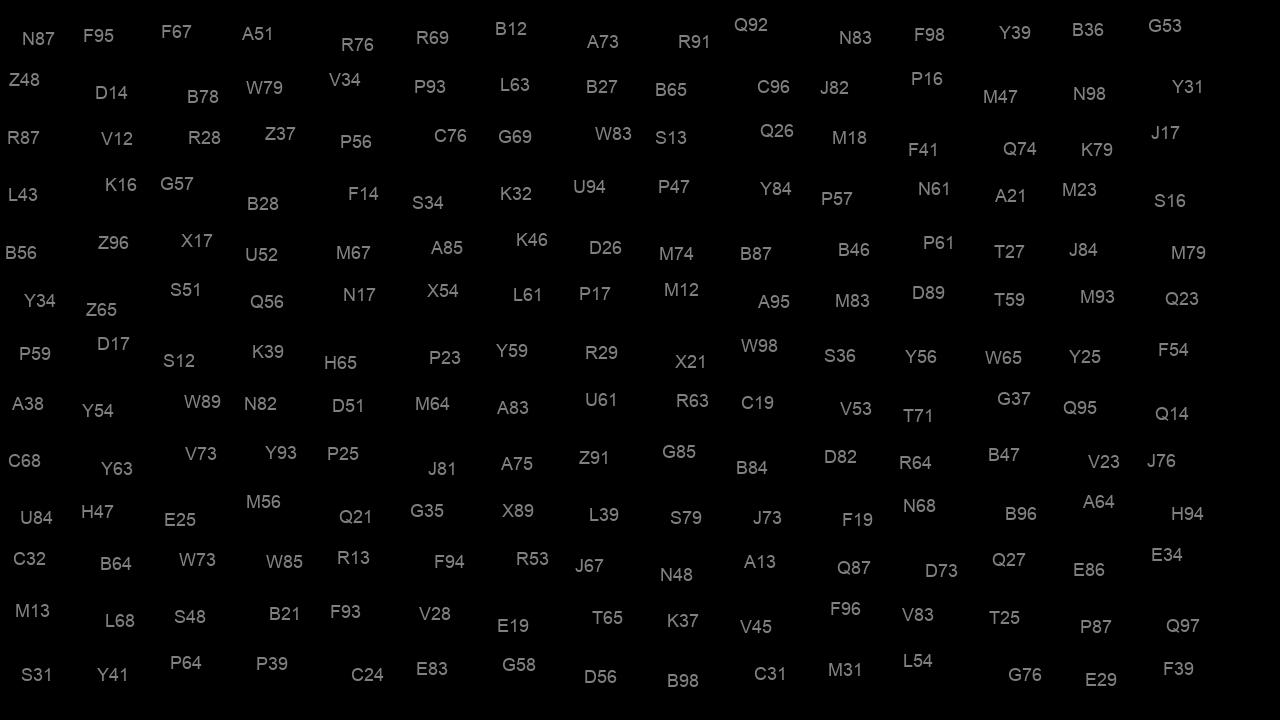 N87 F95 F67 A51 R76 R69 B12 A73 R91 Q92 N83 F98 Y39 B36 G53
Z48 D14 B78 W79 V34 P93 L63 B27 B65 C96 J82 P16 M47 N98 Y31
R87 V12 R28 Z37 P56 C76 G69 W83 S13 Q26 M18 F41 Q74 K79 J17
L43 K16 G57 B28 F14 S34 K32 U94 P47 Y84 P57 N61 A21 M23 S16
B56 Z96 X17 U52 M67 A85 K46 D26 M74 B87 B46 P61 T27 J84 M79
Y34 Z65 S51 Q56 N17 X54 L61 P17 M12 A95 M83 D89 T59 M93 Q23
P59 D17 S12 K39 H65 P23 Y59 R29 X21 W98 S36 Y56 W65 Y25 F54
A38 Y54 W89 N82 D51 M64 A83 U61 R63 C19 V53 T71 G37 Q95 Q14
C68 Y63 V73 Y93 P25 J81 A75 Z91 G85 B84 D82 R64 B47 V23 J76
U84 H47 E25 M56 Q21 G35 X89 L39 S79 J73 F19 N68 B96 A64 H94
C32 B64 W73 W85 R13 F94 R53 J67 N48 A13 Q87 D73 Q27 E86 E34
M13 L68 S48 B21 F93 V28 E19 T65 K37 V45 F96 V83 T25 P87 Q97
S31 Y41 P64 P39 C24 E83 G58 D56 B98 C31 M31 L54 G76 E29 F39